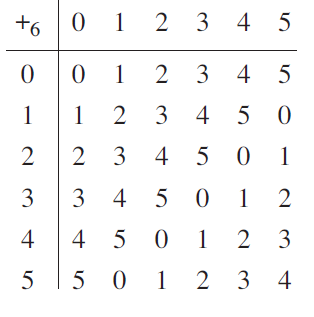 +6 0 1 2 3 4 5
0 0 1 2 3 4 5
1 1 2 3 4 5 0
2 2 3 4 5 0 1
3 3 4 5 0 1 2
4 4 5 0 1 2 3
5 5 0 1 2 3 4